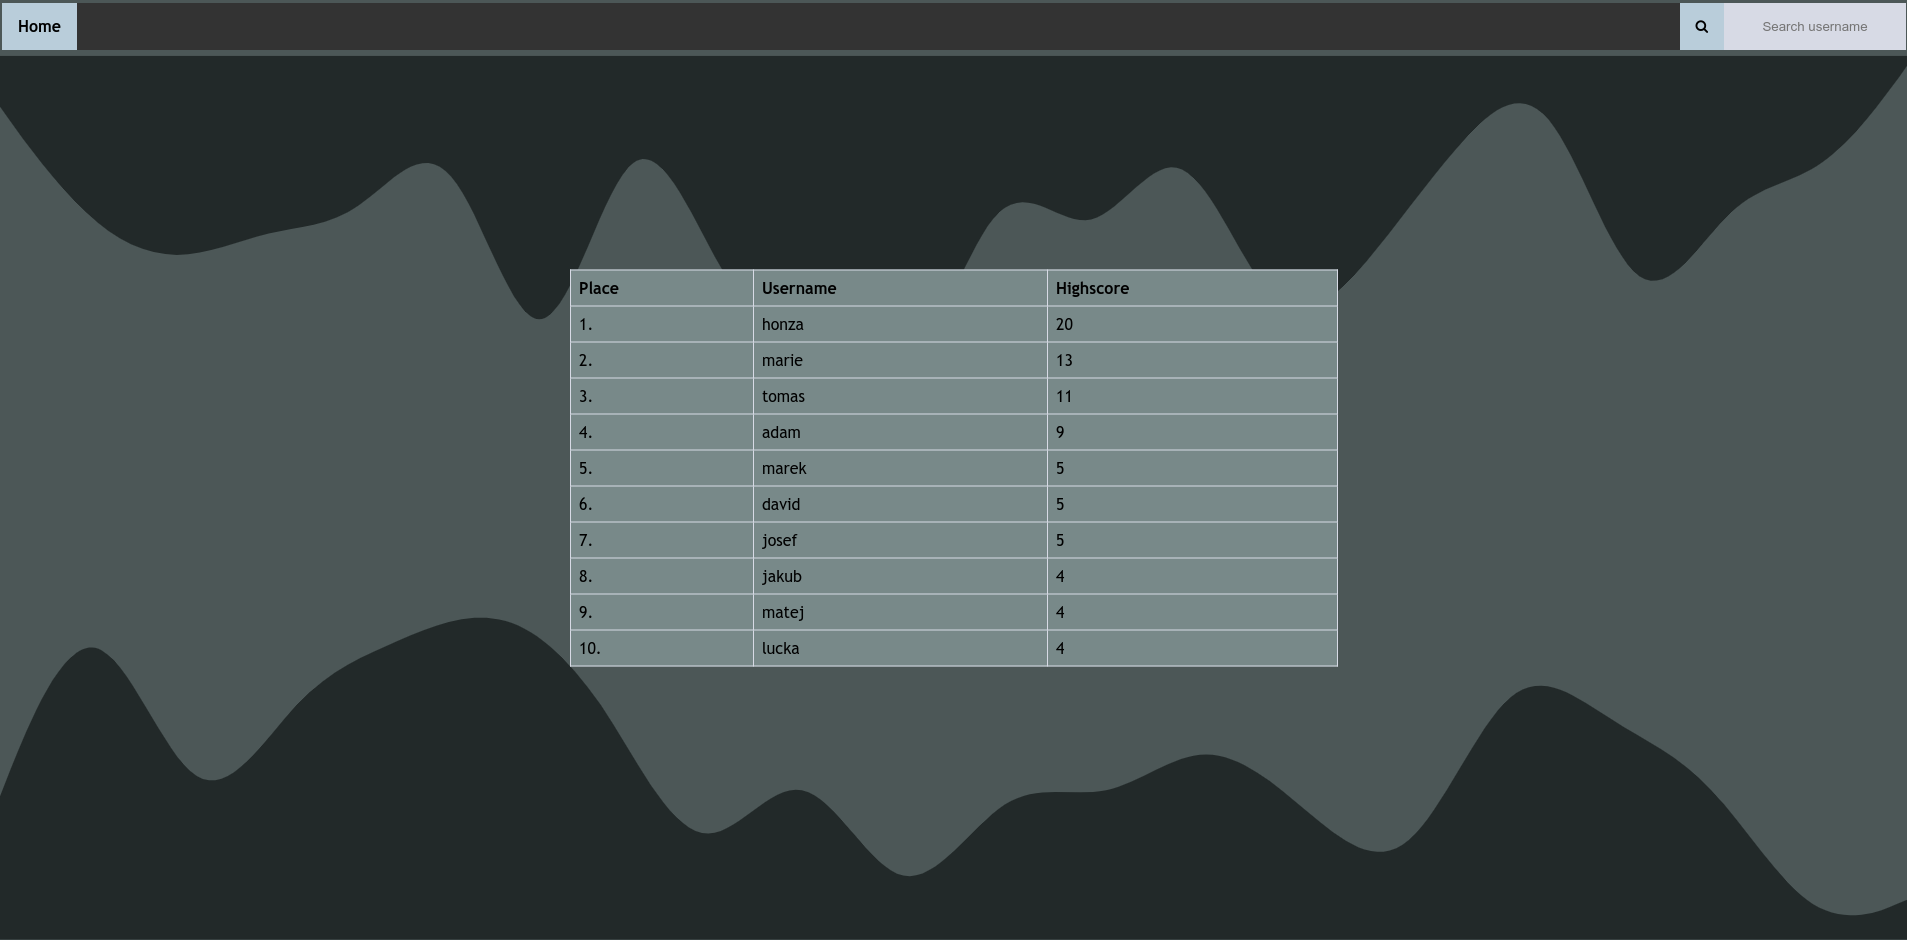 Home
Search username
Place Username Highscore
1. honza 20
2. marie 13
3. tomas 11
4. adam 9
5. marek 5
6. david 5
7. josef 5
8. jakub 4
9. matej 4
10. lucka 4